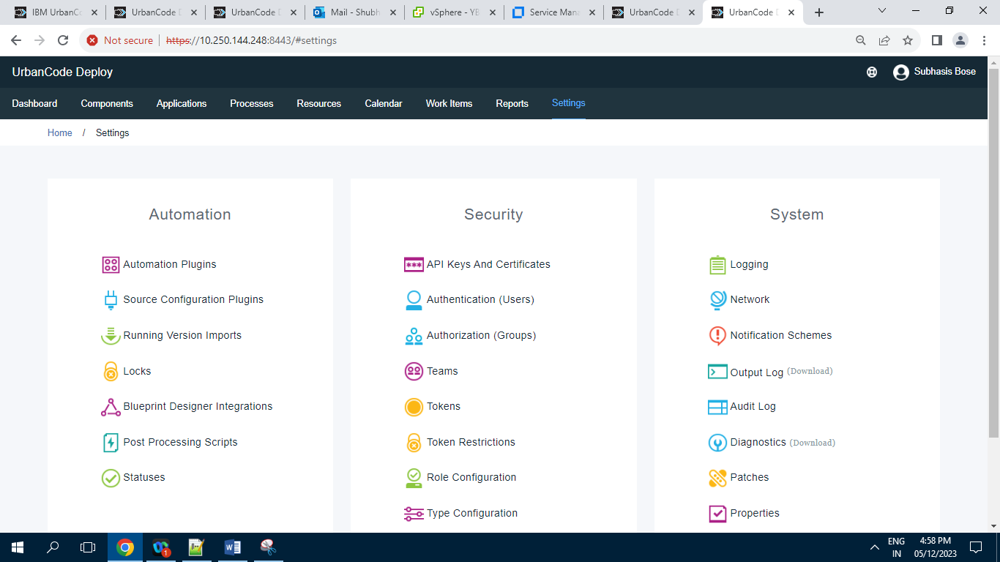 IBM UrbanC
UrbanCode D
UrbanCode D
Mail - Shubh
vSphere - YB
Service Mana
UrbanCode D
UrbanCode D
Not secure
https://10.250.144.248:8443/#settings
UrbanCode Deploy
Subhasis Bose
Dashboard
Components
Applications
Processes
Resources
Calendar
Work Items
Reports
Settings
Home / Settings
Automation
Automation Plugins
Source Configuration Plugins
Running Version Imports
Locks
Blueprint Designer Integrations
Post Processing Scripts
Statuses
Security
API Keys And Certificates
Authentication (Users)
Authorization (Groups)
Teams
Tokens
Token Restrictions
Role Configuration
Type Configuration
System
Logging
Network
Notification Schemes
Output Log (Download)
Audit Log
Diagnostics (Download)
Patches
Properties
1
ENG
IN
4:58 PM
05/12/2023